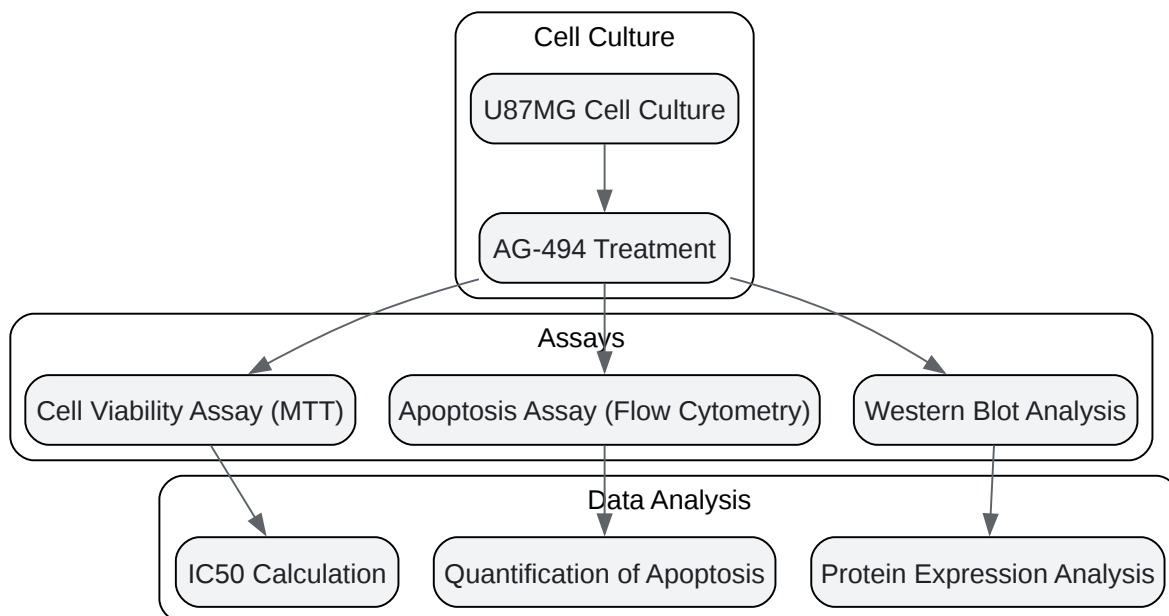 Cell Culture
U87MG Cell Culture
AG-494 Treatment
Assays
Cell Viability Assay (MTT)
Apoptosis Assay (Flow Cytometry)
Western Blot Analysis
Data Analysis
IC50 Calculation
Quantification of Apoptosis
Protein Expression Analysis